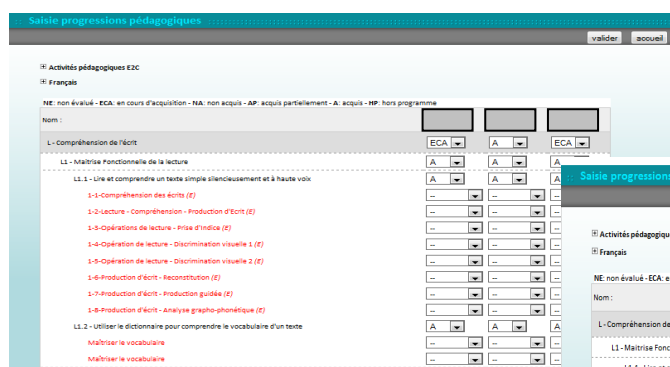 Saisie progressions pédagogiques
valider accueil
Activités pédagogiques E2C
Français
NE: non évalué - ECA: en cours d'acquisition - NA: non acquis - AP: acquis partiellement - A: acquis - HP: hors programme
Nom :
L - Compréhension de l'écrit ECA A ECA
L1 - Maitrise Fonctionnelle de la lecture A A A
L1.1 - Lire et comprendre un texte simple silencieusement et à haute voix A A A
1-1-Compréhension des écrits (E) -- -- --
1-2-Lecture - Compréhension - Production d'Ecrit (E) -- -- --
1-3-Opérations de lecture - Prise d'Indice (E) -- -- --
1-4-Opération de lecture - Discrimination visuelle 1 (E) -- -- --
1-5-Opération de lecture - Discrimination visuelle 2 (E) -- -- --
1-6-Production d'écrit - Reconstitution (E) -- -- --
1-7-Production d'écrit - Production guidée (E) -- -- --
1-8-Production d'écrit - Analyse grapho-phonétique (E) -- -- --
L1.2 - Utiliser le dictionnaire pour comprendre le vocabulaire d'un texte A A A
Maîtriser le vocabulaire -- -- --
Maîtriser le vocabulaire -- -- --
Saisie progressions
Activités pédagogiqu
Français
NE: non évalué - ECA: e
Nom :
L - Compréhension de
L1 - Maitrise Fonc